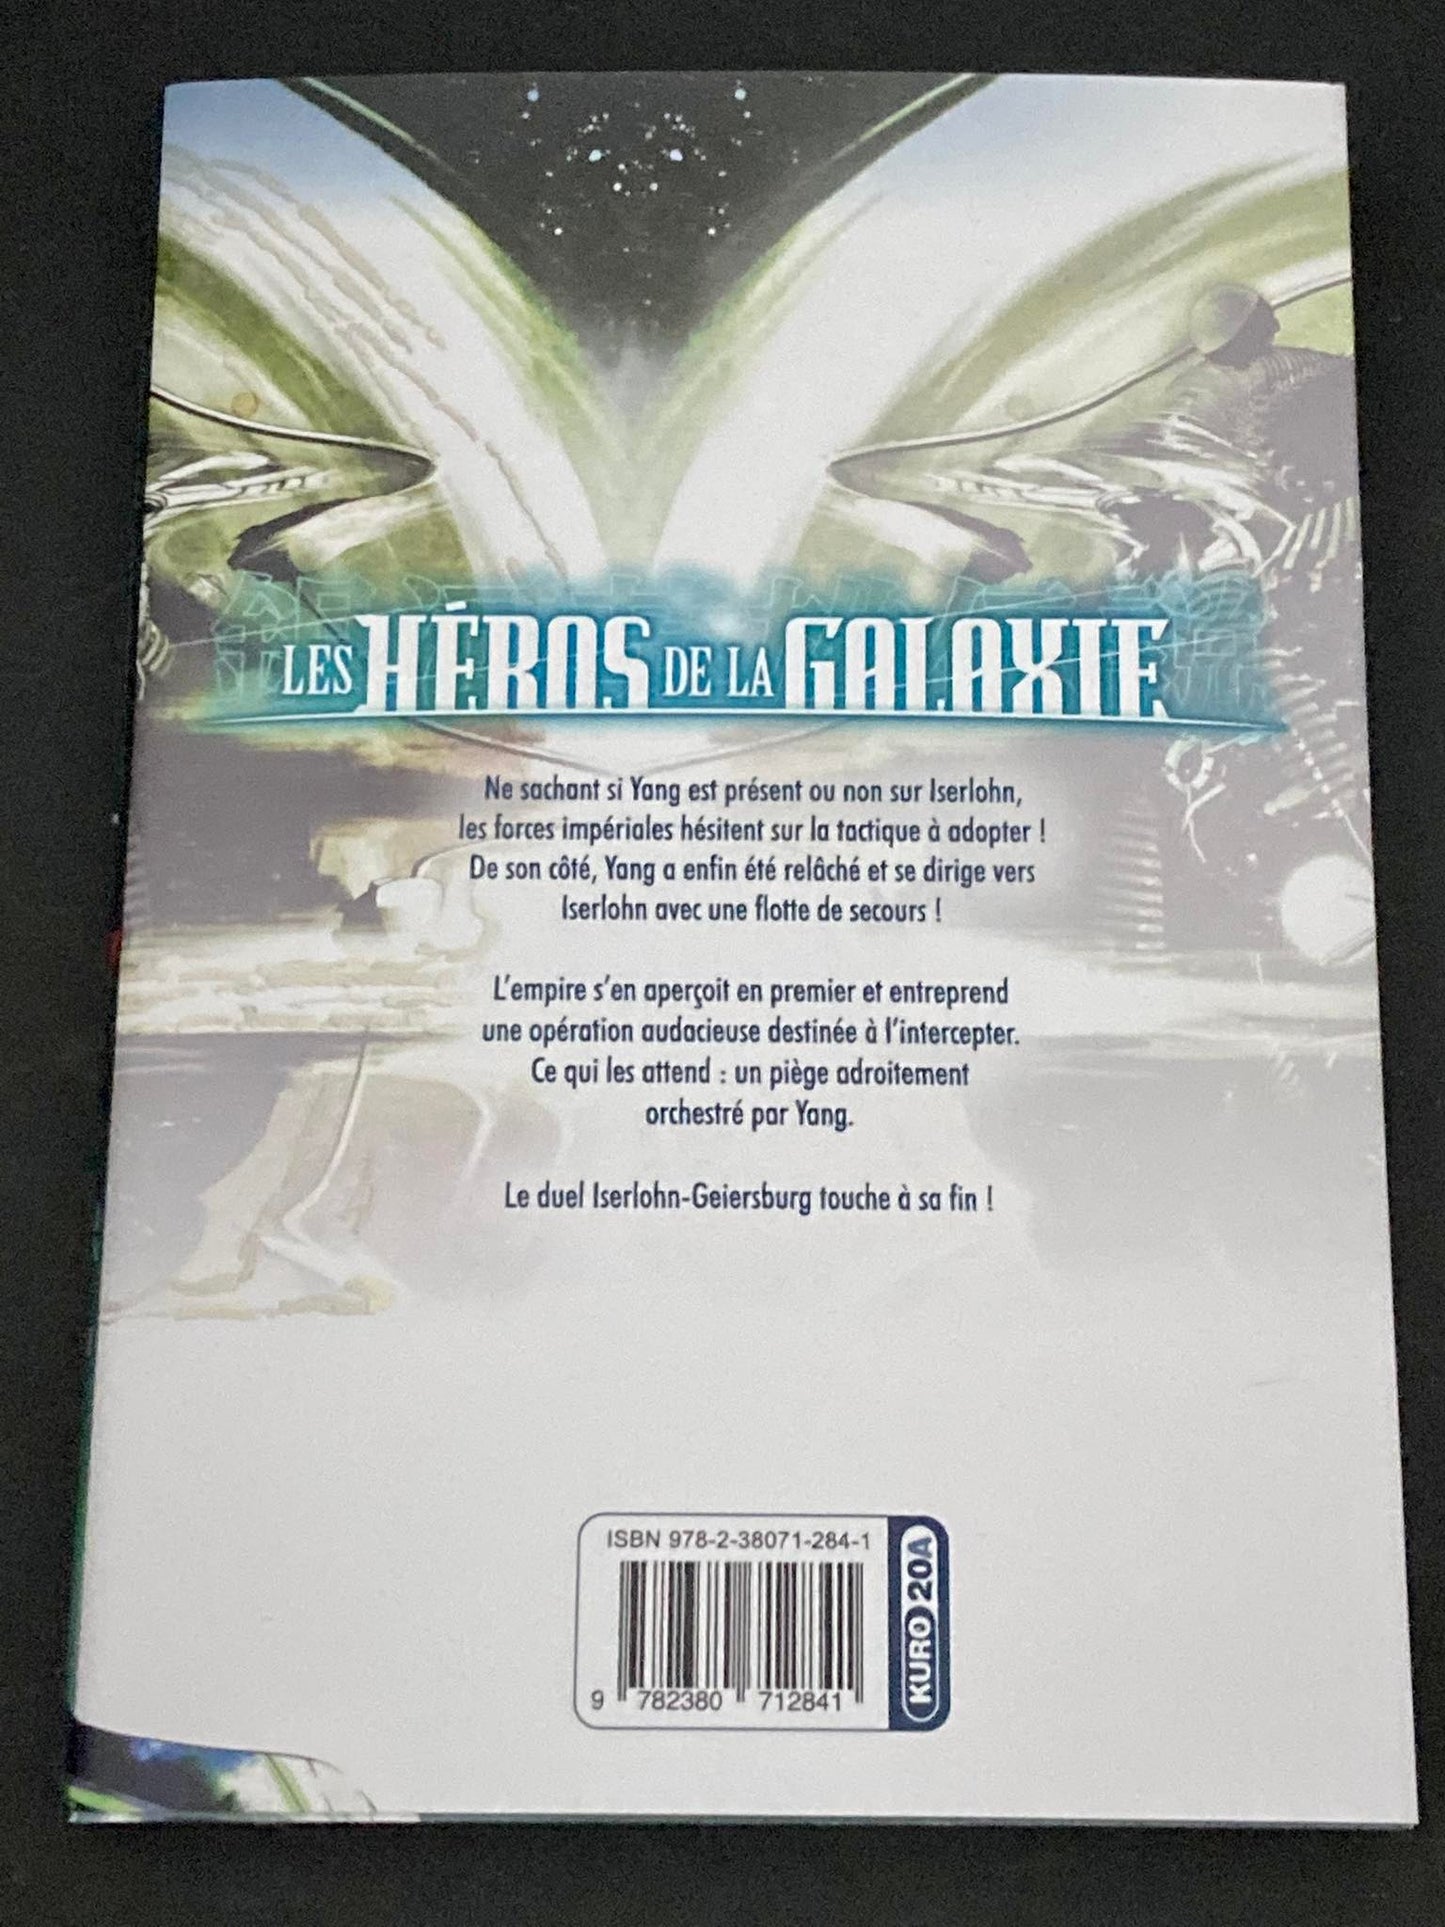 LES HÉROS DE LA GALAXIE
Ne sachant si Yang est présent ou non sur Iserlohn,
les forces impériales hésitent sur la tactique à adopter !
De son côté, Yang a enfin été relâché et se dirige vers
Iserlohn avec une flotte de secours !
L'empire s'en aperçoit en premier et entreprend
une opération audacieuse destinée à l'intercepter.
Ce qui les attend : un piège adroitement
orchestré par Yang.
Le duel Iserlohn-Geiersburg touche à sa fin !
ISBN 978-2-38071-284-1
9 782380 712841
KURO 20A